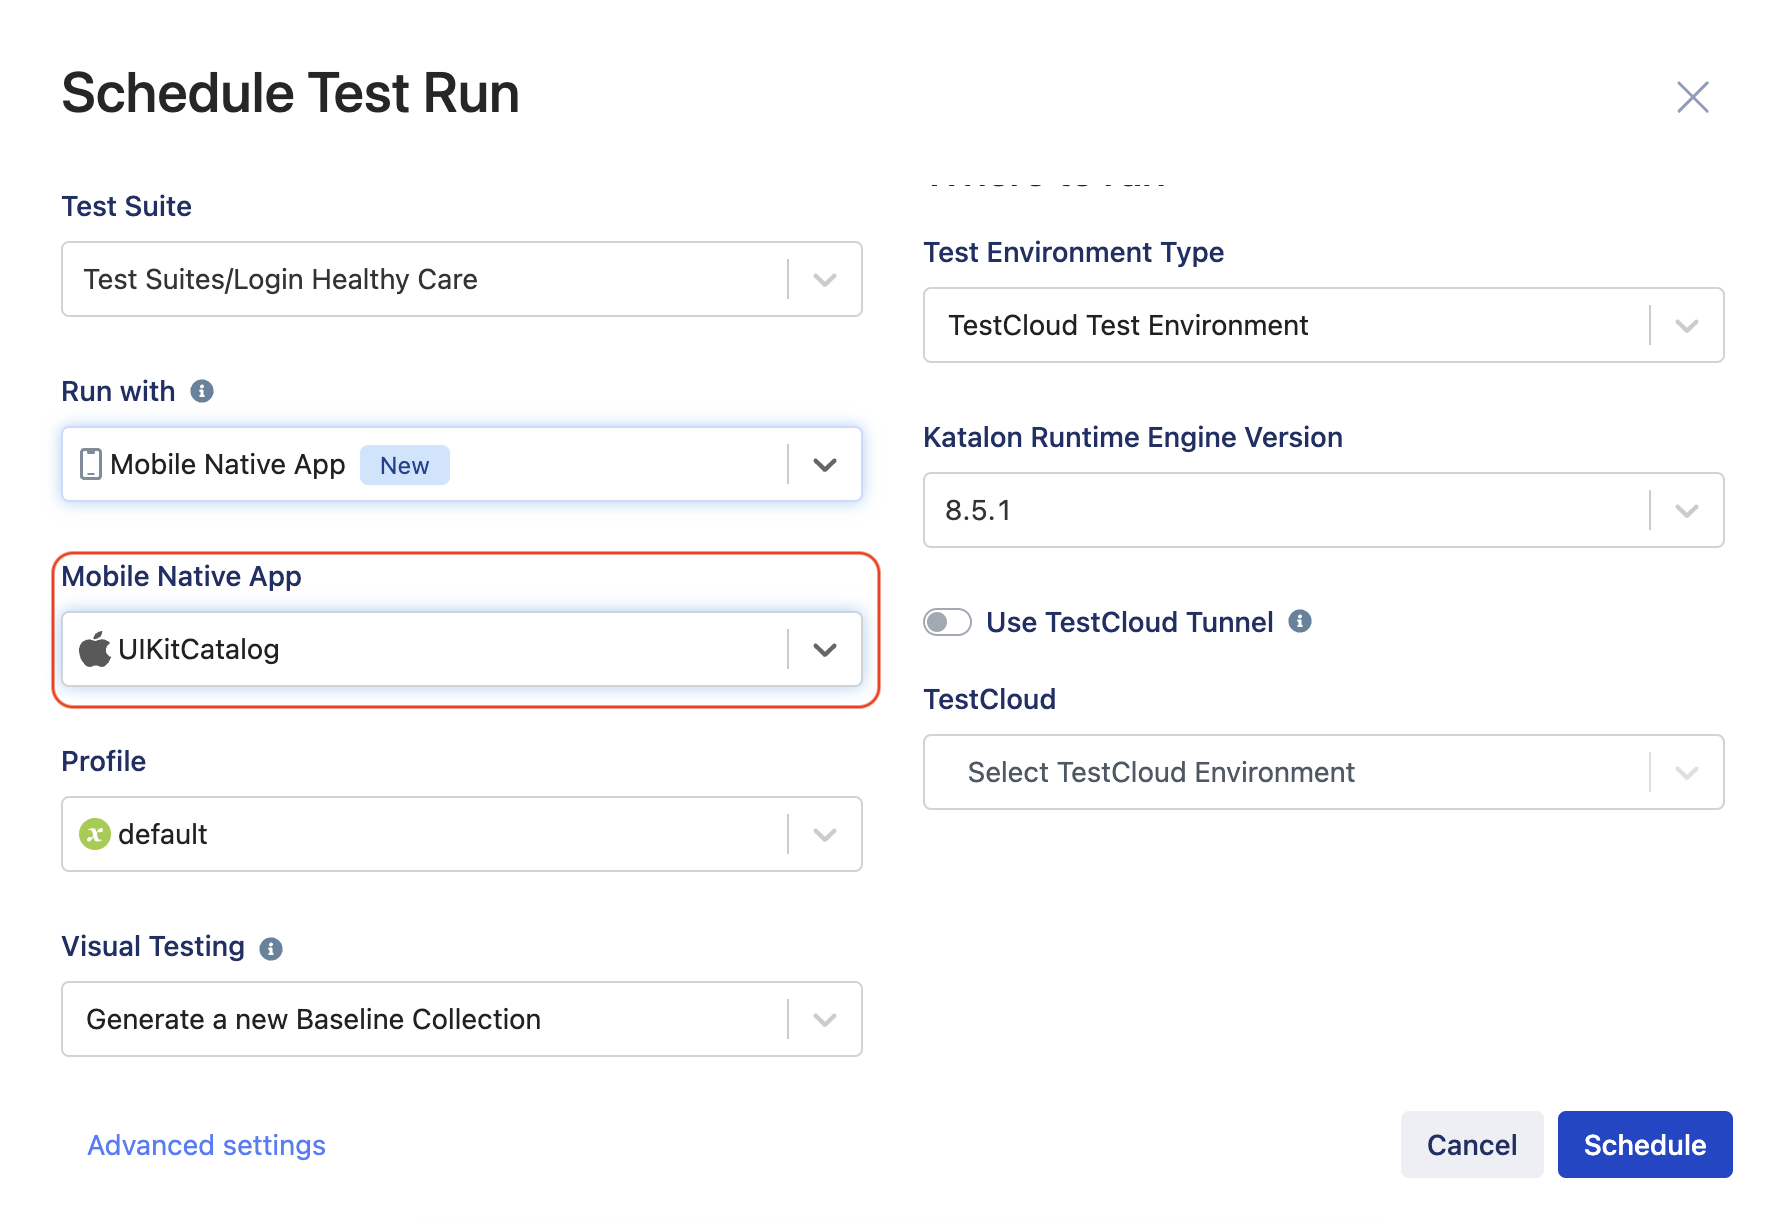 Schedule Test Run
Test Suite
Test Suites/Login Healthy Care
Run with
Mobile Native App New
Mobile Native App
UIKitCatalog
Profile
default
Visual Testing
Generate a new Baseline Collection
Advanced settings
Test Environment Type
TestCloud Test Environment
Katalon Runtime Engine Version
8.5.1
Use TestCloud Tunnel
TestCloud
Select TestCloud Environment
Cancel
Schedule